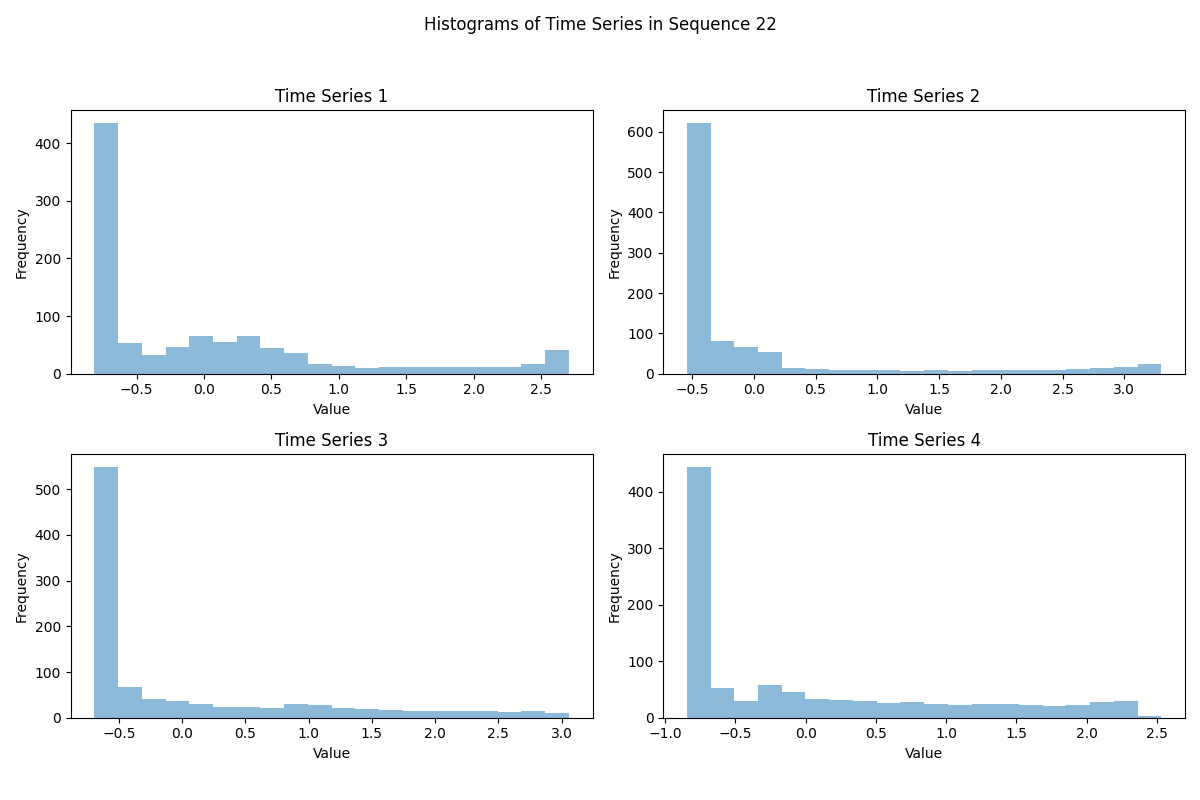 Histograms of Time Series in Sequence 22
Time Series 1
Frequency
400
300
200
100
0
−0.5 0.0 0.5 1.0 1.5 2.0 2.5
Value
Time Series 2
Frequency
600
500
400
300
200
100
0
−0.5 0.0 0.5 1.0 1.5 2.0 2.5 3.0
Value
Time Series 3
Frequency
500
400
300
200
100
0
−0.5 0.0 0.5 1.0 1.5 2.0 2.5 3.0
Value
Time Series 4
Frequency
400
300
200
100
0
−1.0 −0.5 0.0 0.5 1.0 1.5 2.0 2.5
Value